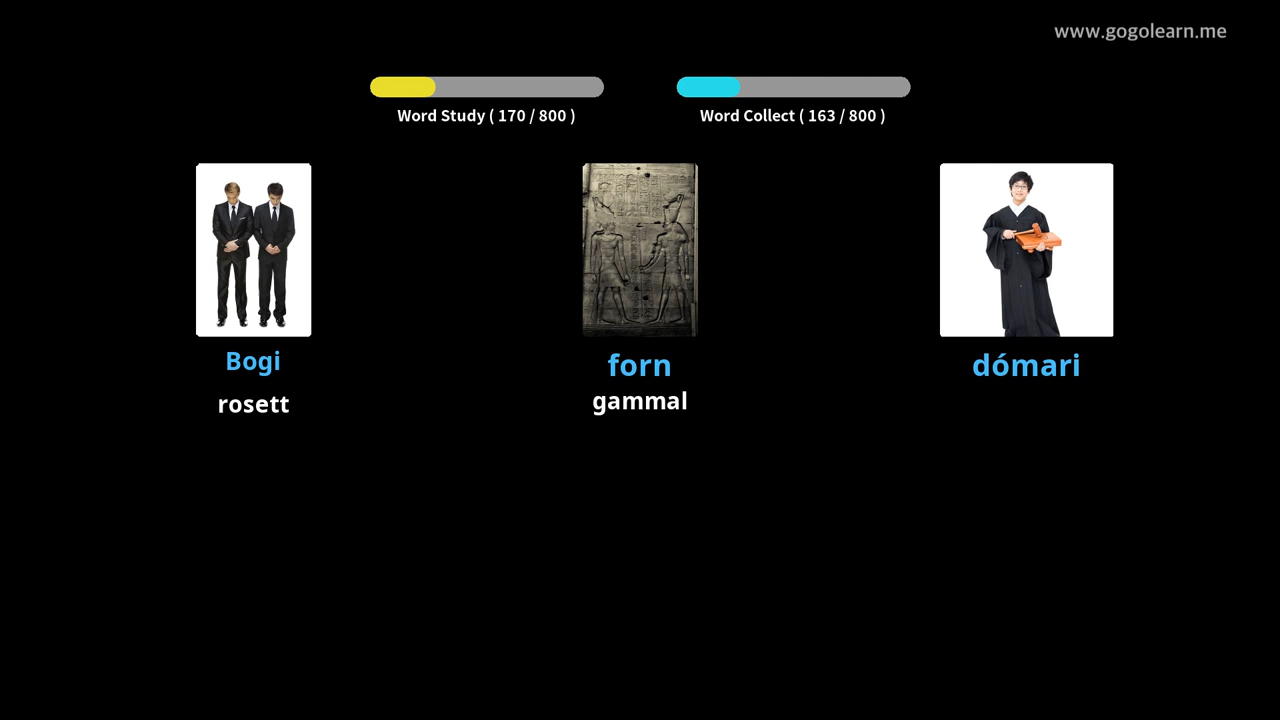 www.gogolearn.me
Word Study ( 170 / 800 )
Word Collect ( 163 / 800 )
Bogi
rosett
forn
gammal
dómari